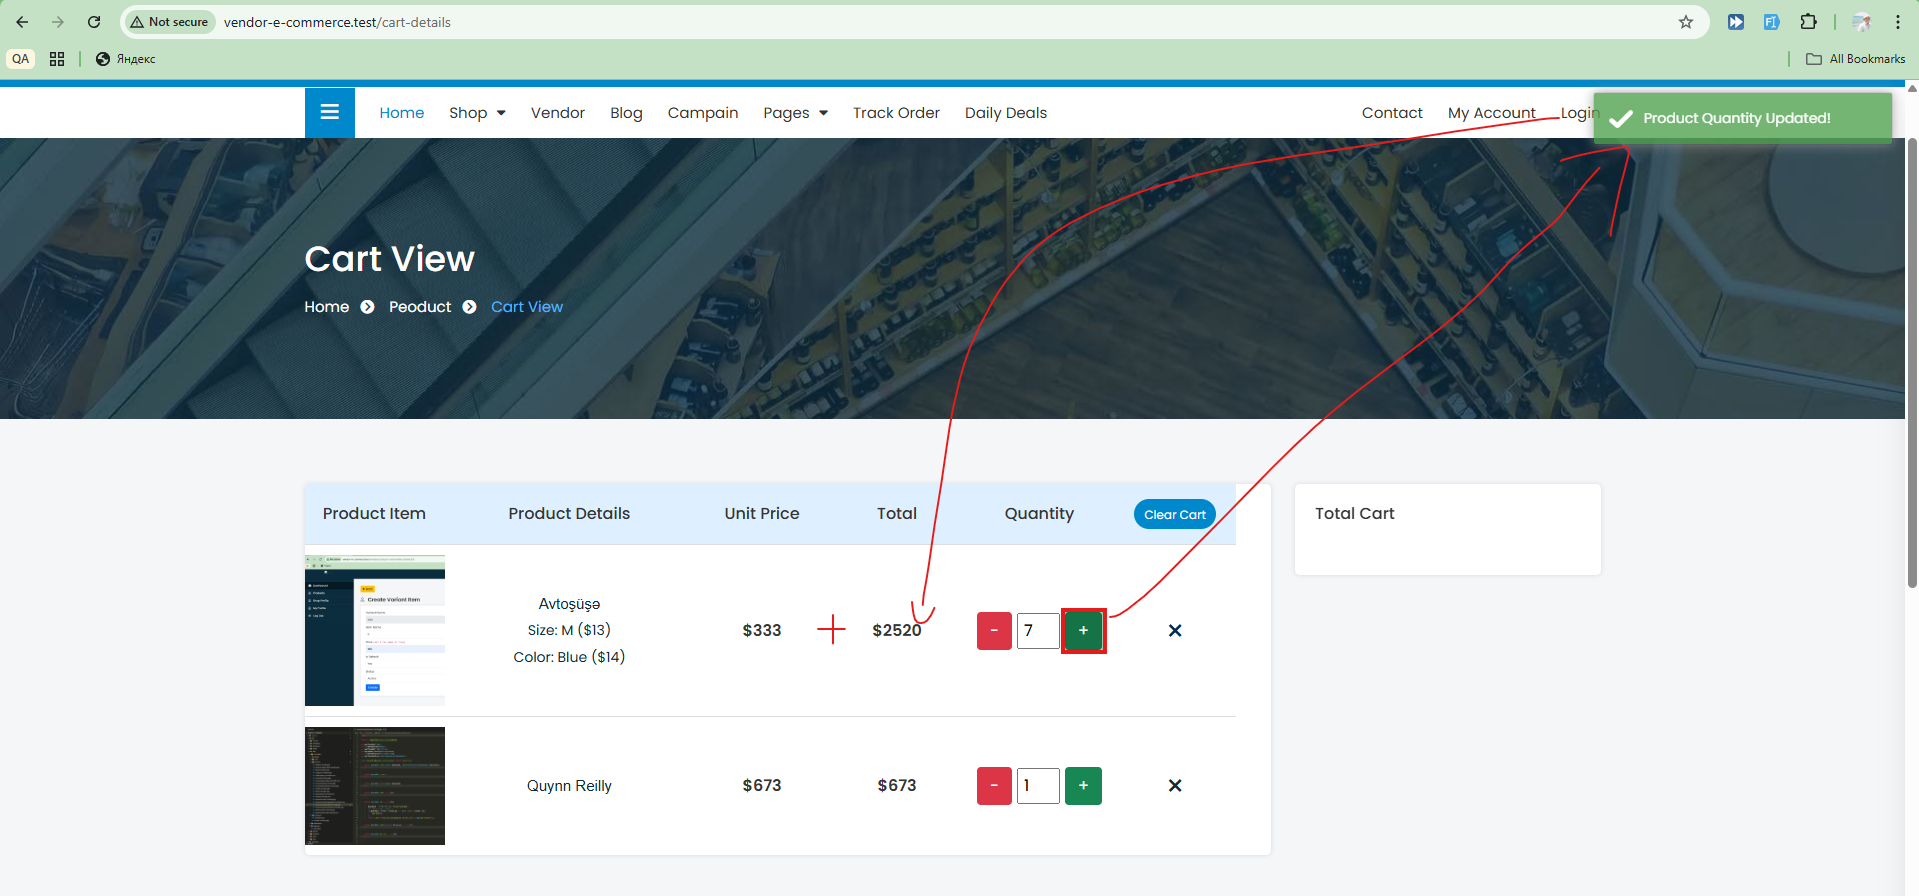 Not secure
vendor-e-commerce.test/cart-details
QA
Яндекс
All Bookmarks
Home Shop Vendor Blog Campain Pages Track Order Daily Deals Contact My Account Login
Product Quantity Updated!
Cart View
Home Peoduct Cart View
Product Item Product Details Unit Price Total Quantity Clear Cart
Total Cart
Create Variant Item
Avtoşüşə
Size: M ($13)
Color: Blue ($14)
$333 $2520 - 7 +
Quynn Reilly $673 $673 - 1 +